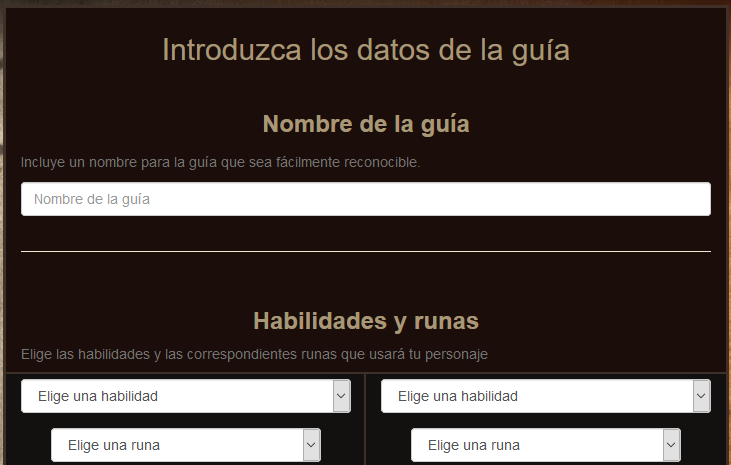 Introduzca los datos de la guía
Nombre de la guía
Incluye un nombre para la guía que sea fácilmente reconocible.
Nombre de la guía
Habilidades y runas
Elige las habilidades y las correspondientes runas que usará tu personaje
Elige una habilidad
Elige una habilidad
Elige una runa
Elige una runa